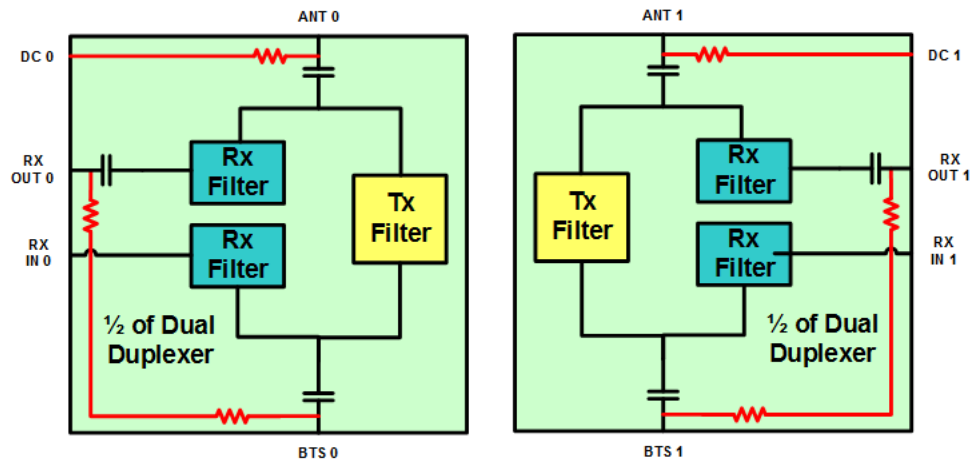 ANT 0
DC 0
RX
OUT 0
Rx
Filter
Tx
Filter
RX
IN 0
Rx
Filter
½ of Dual
Duplexer
BTS 0
ANT 1
DC 1
Rx
Filter
RX
OUT 1
Tx
Filter
Rx
Filter
RX
IN 1
½ of Dual
Duplexer
BTS 1